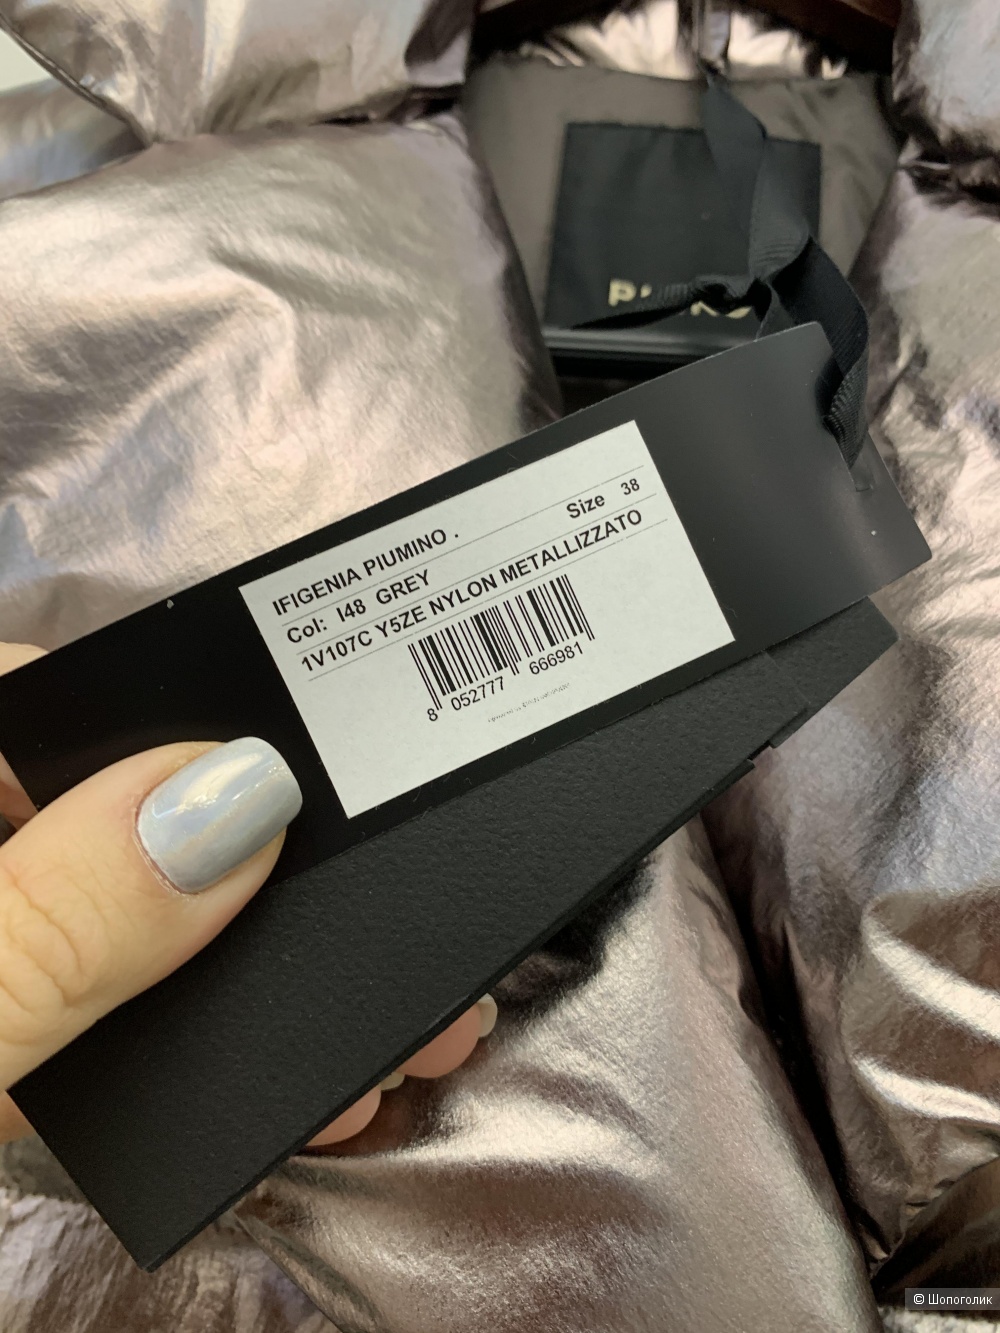 IFIGENIA PIUMINO .
Size 38
Col: I48 GREY
1V107C Y5ZE NYLON METALLIZZATO
8 052777 666981
© Шопоголик